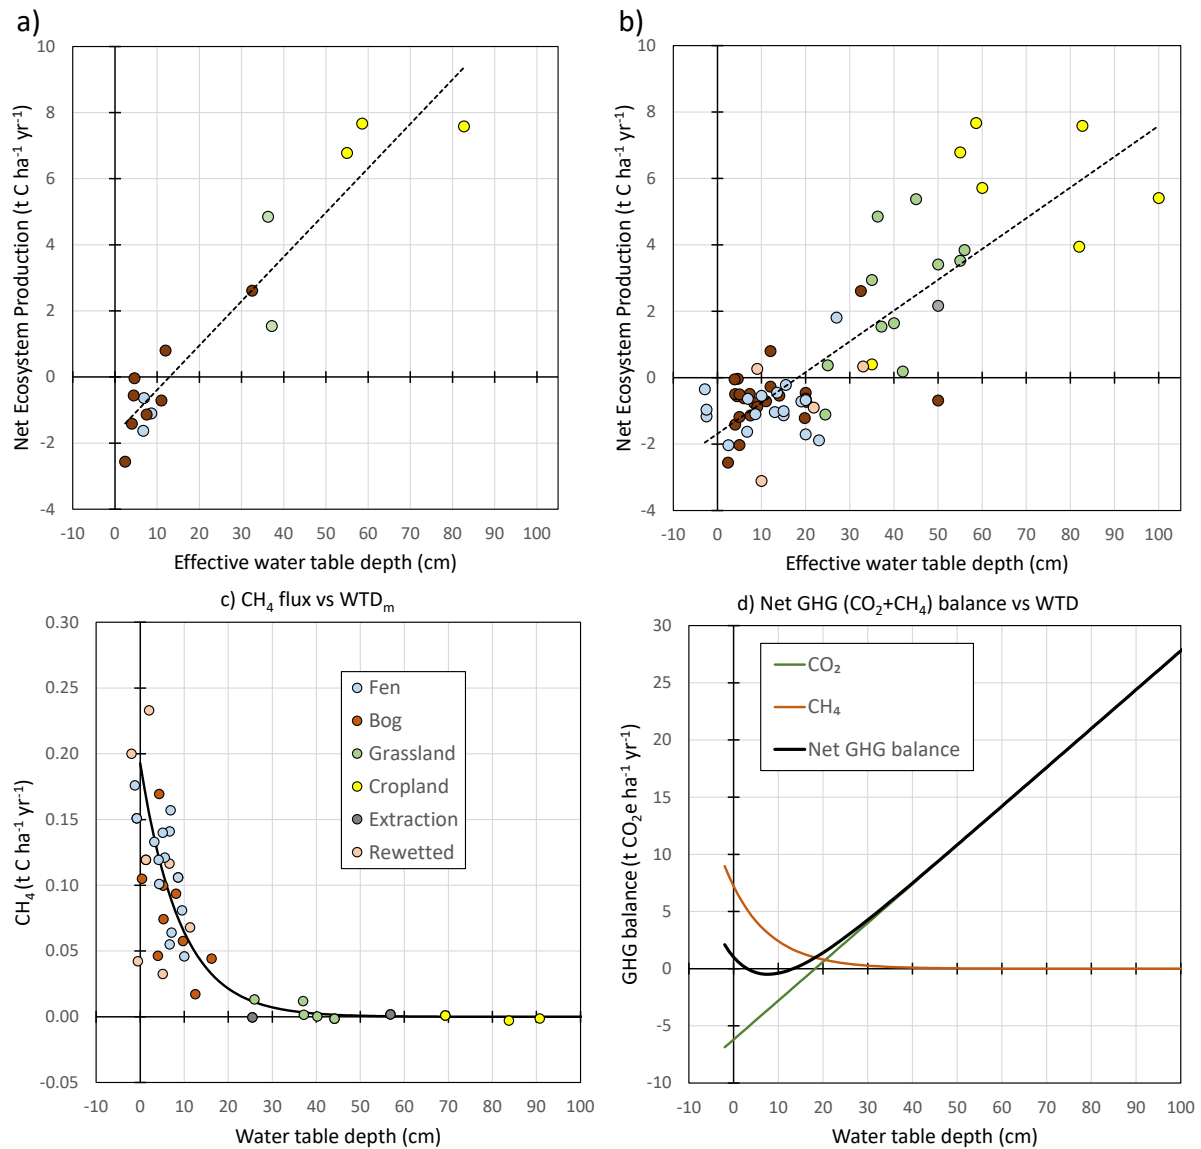 a)
10
8
6
4
2
0
-2
-4
Net Ecosystem Production (t C ha⁻¹ yr⁻¹)
-10 0 10 20 30 40 50 60 70 80 90 100
Effective water table depth (cm)
b)
10
8
6
4
2
0
-2
-4
Net Ecosystem Production (t C ha⁻¹ yr⁻¹)
-10 0 10 20 30 40 50 60 70 80 90 100
Effective water table depth (cm)
c) CH₄ flux vs WTDₘ
0.30
0.25
0.20
0.15
0.10
0.05
0.00
-0.05
CH₄ (t C ha⁻¹ yr⁻¹)
Fen
Bog
Grassland
Cropland
Extraction
Rewetted
-10 0 10 20 30 40 50 60 70 80 90 100
Water table depth (cm)
d) Net GHG (CO₂+CH₄) balance vs WTD
30
25
20
15
10
5
0
-5
-10
GHG balance (t CO₂e ha⁻¹ yr⁻¹)
CO₂
CH₄
Net GHG balance
-10 0 10 20 30 40 50 60 70 80 90 100
Water table depth (cm)